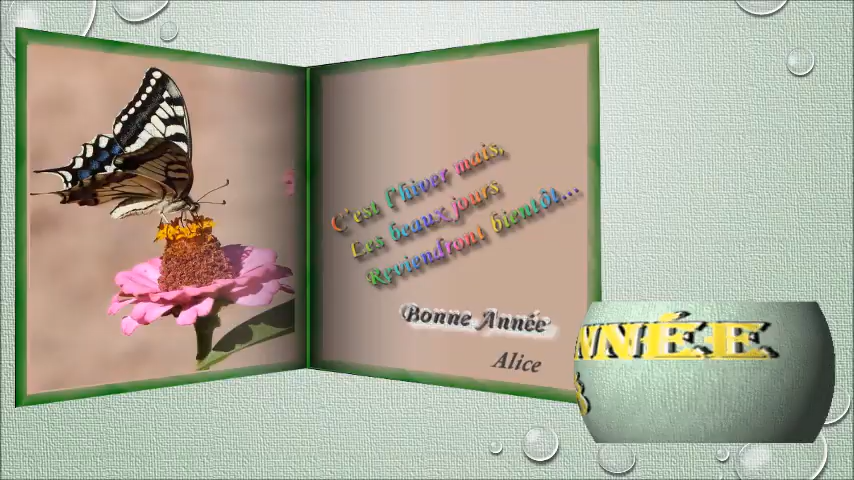 C'est l'hiver mais,
Les beaux jours
Reviendront bientôt...
Bonne Année
Alice
NNÉE